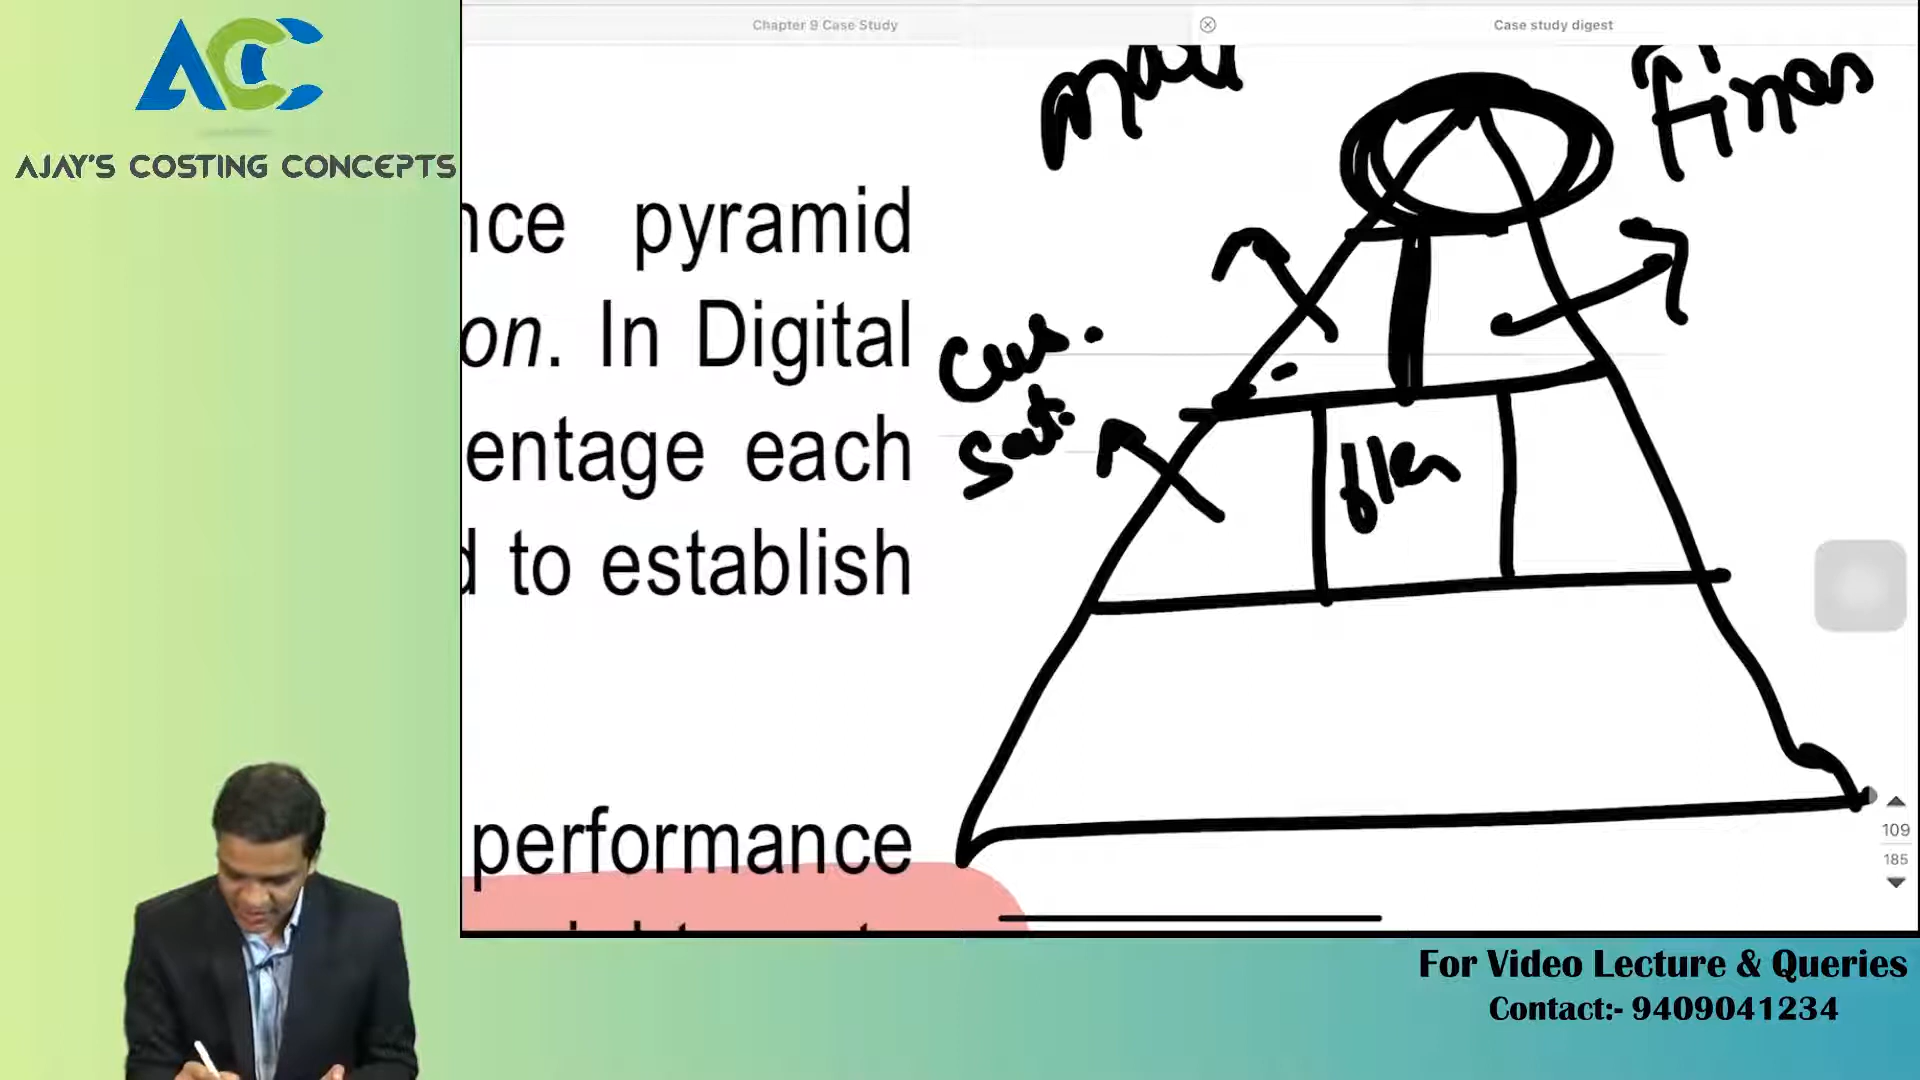 Chapter 9 Case Study
Case study digest
ACC
AJAY'S COSTING CONCEPTS
nce pyramid
on. In Digital
entage each
d to establish
performance
Cus.
Sat.
109
185
For Video Lecture & Queries
Contact:- 9409041234